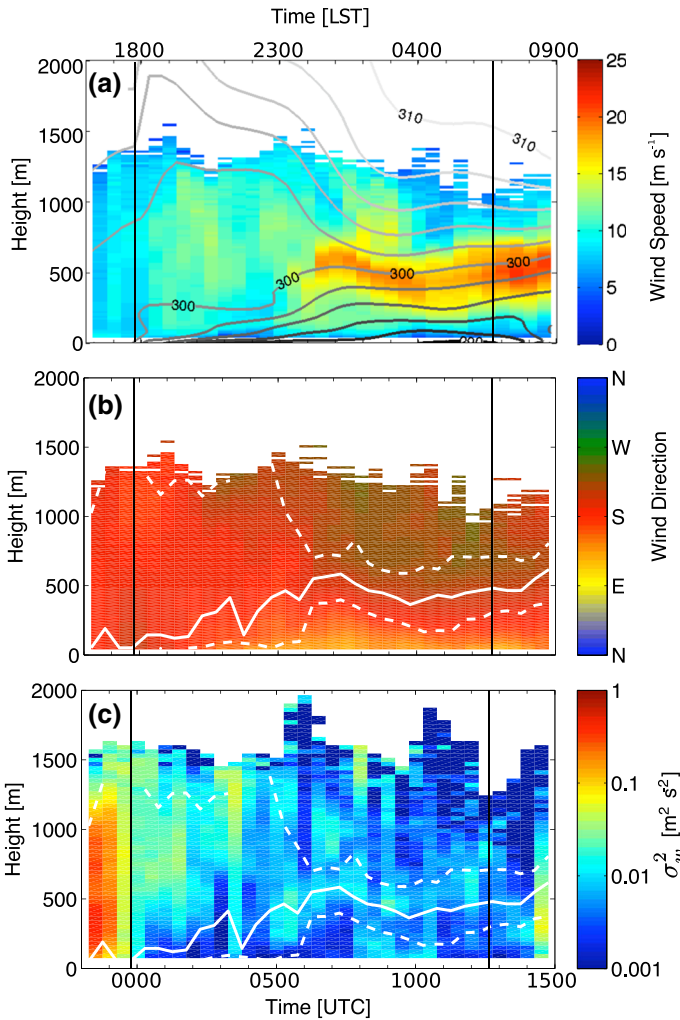 Time [LST]
1800 2300 0400 0900
(a)
2000
1500
1000
500
0
Height [m]
310
310
300
300
300
300
25
20
15
10
5
0
Wind Speed [m s⁻¹]
(b)
2000
1500
1000
500
0
Height [m]
N
W
S
E
N
Wind Direction
(c)
2000
1500
1000
500
0
Height [m]
1
0.1
0.01
0.001
[m² s⁻²]
0000 0500 1000 1500
Time [UTC]